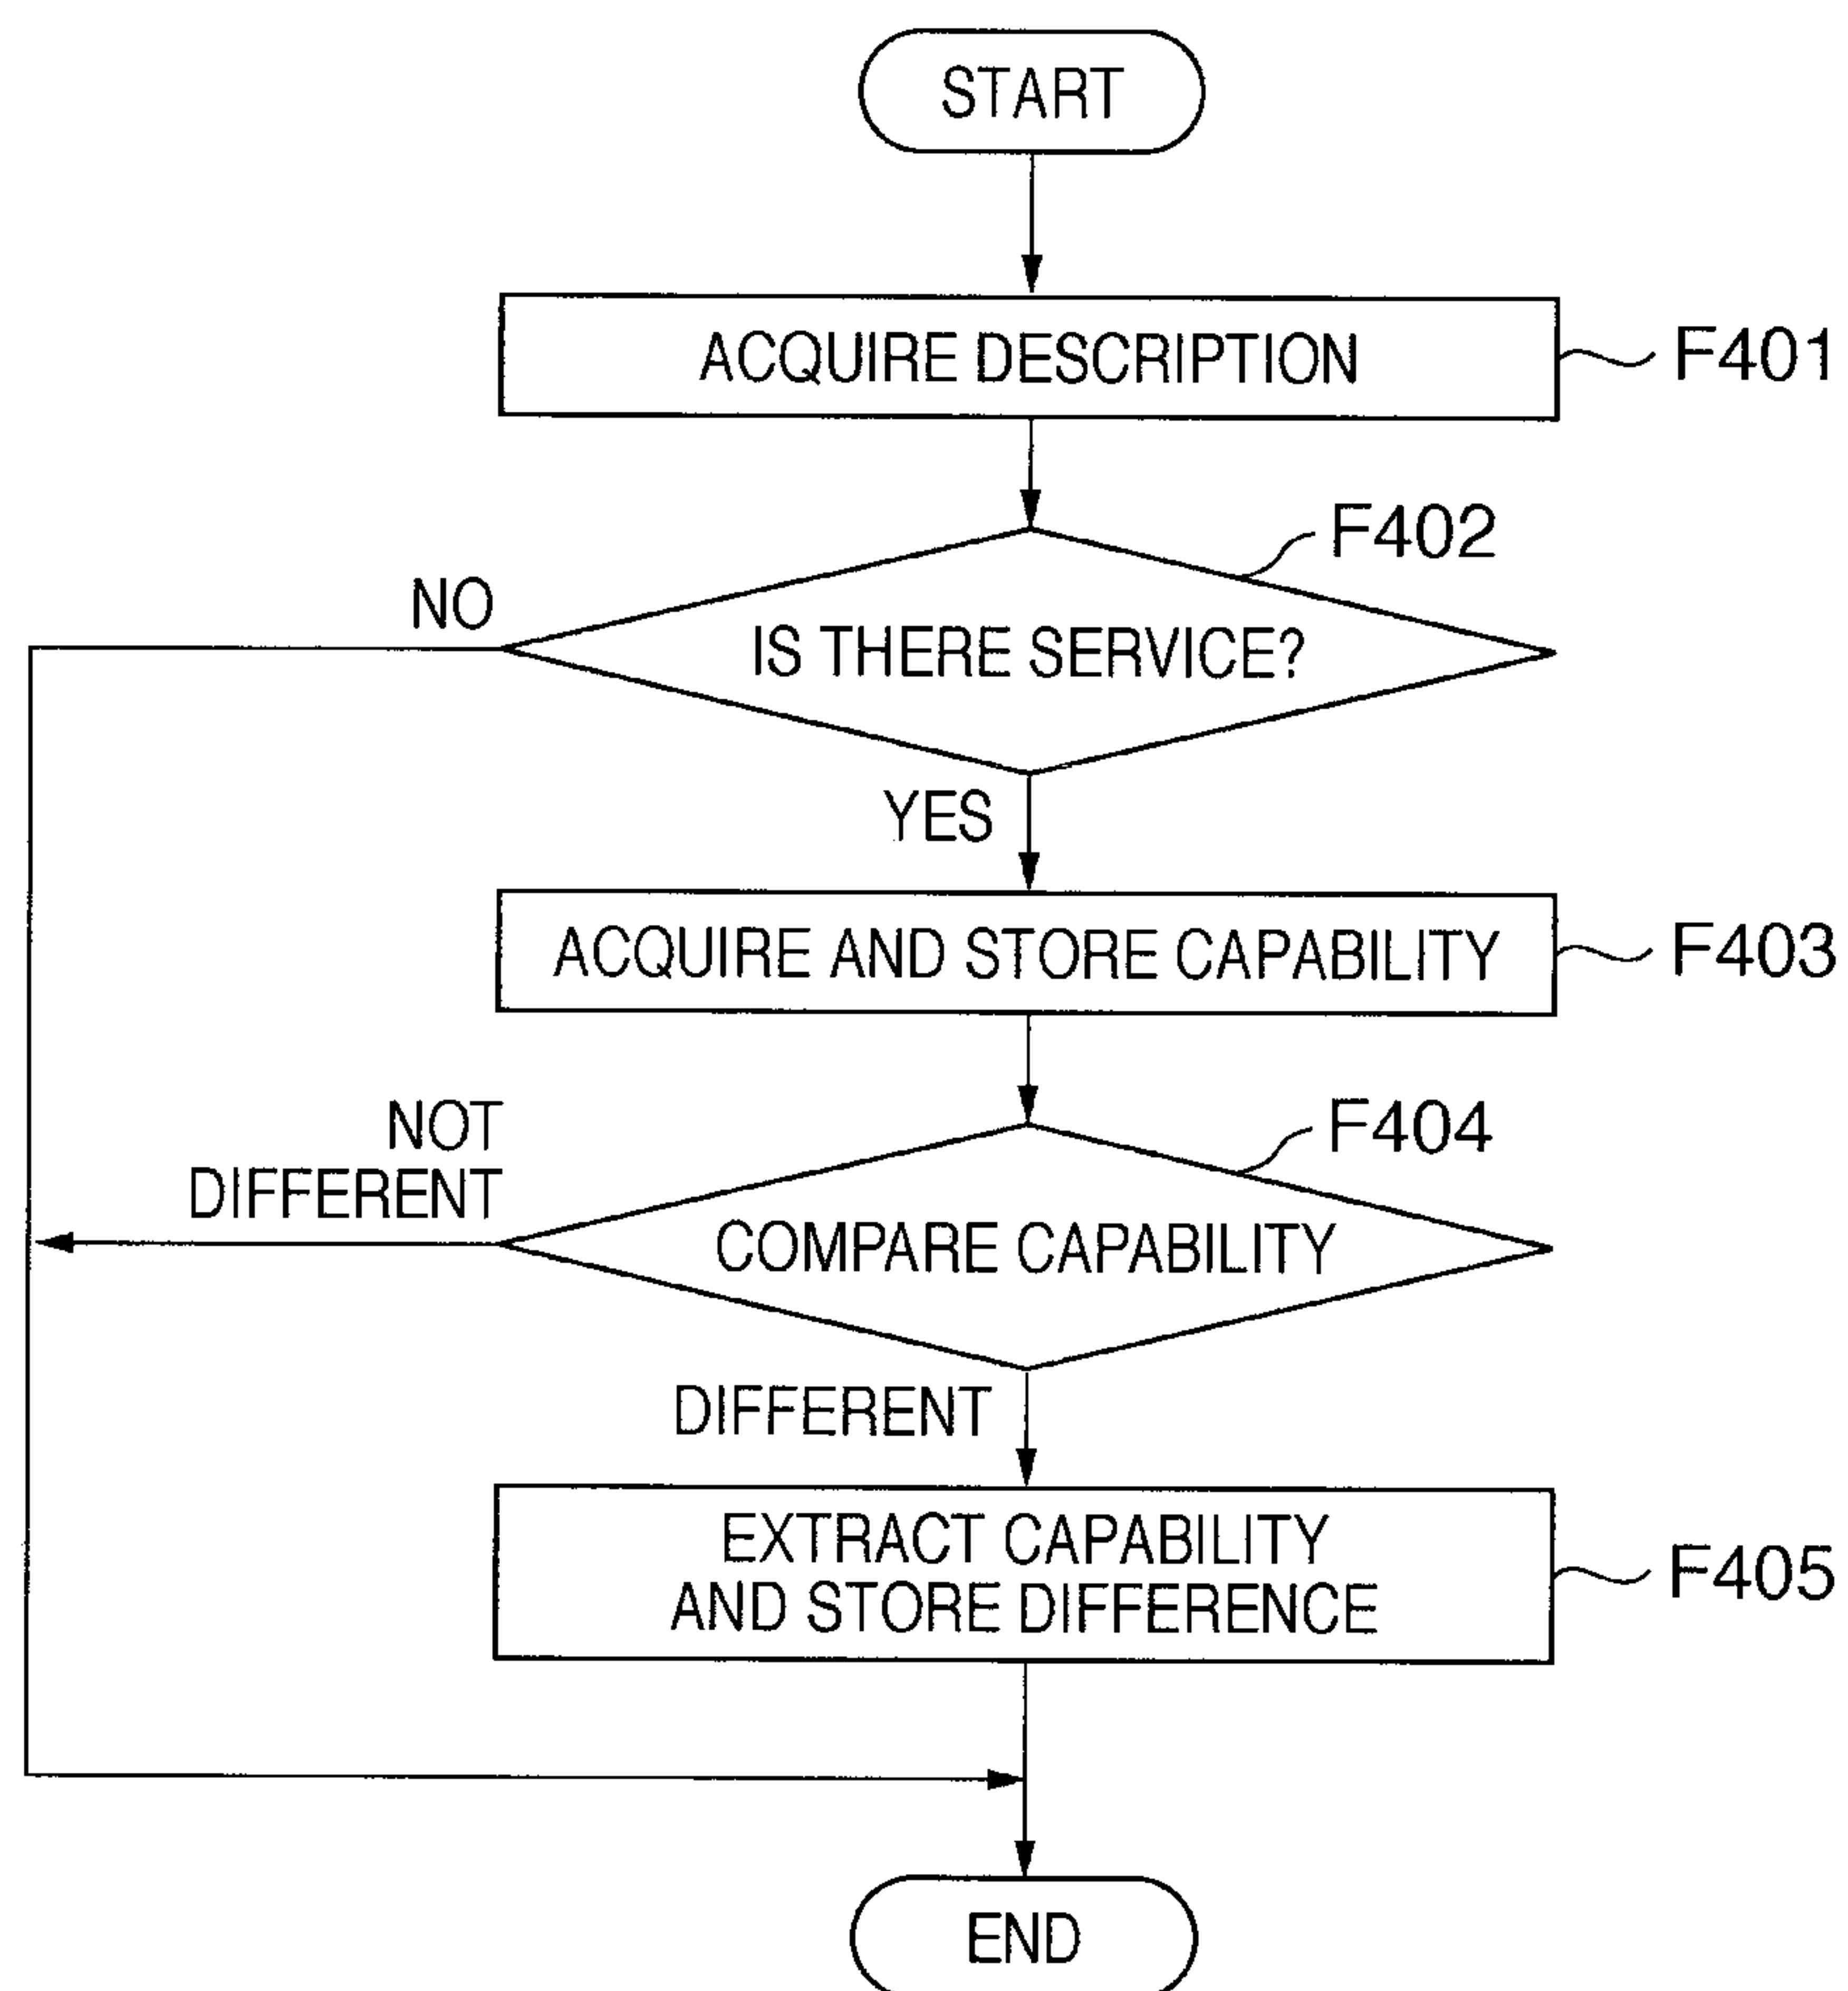 START
ACQUIRE DESCRIPTION
F401
F402
NO
IS THERE SERVICE?
YES
ACQUIRE AND STORE CAPABILITY
F403
NOT
DIFFERENT
F404
COMPARE CAPABILITY
DIFFERENT
EXTRACT CAPABILITY
AND STORE DIFFERENCE
F405
END